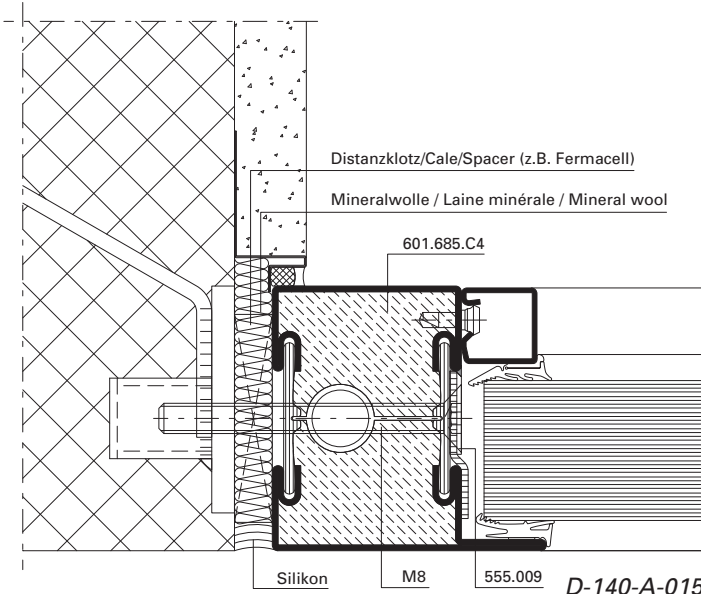 Distanzklotz/Cale/Spacer (z.B. Fermacell)
Mineralwolle / Laine minérale / Mineral wool
601.685.C4
Silikon
M8
555.009
D-140-A-015